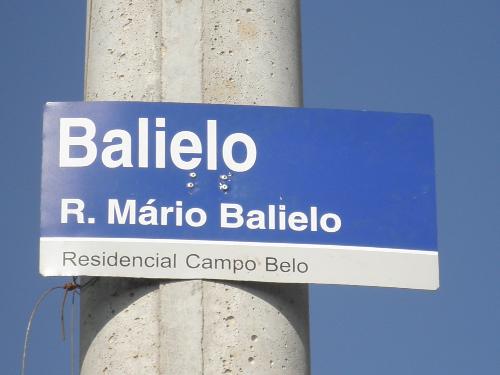 Balielo
R. Mário Balielo
Residencial Campo Belo